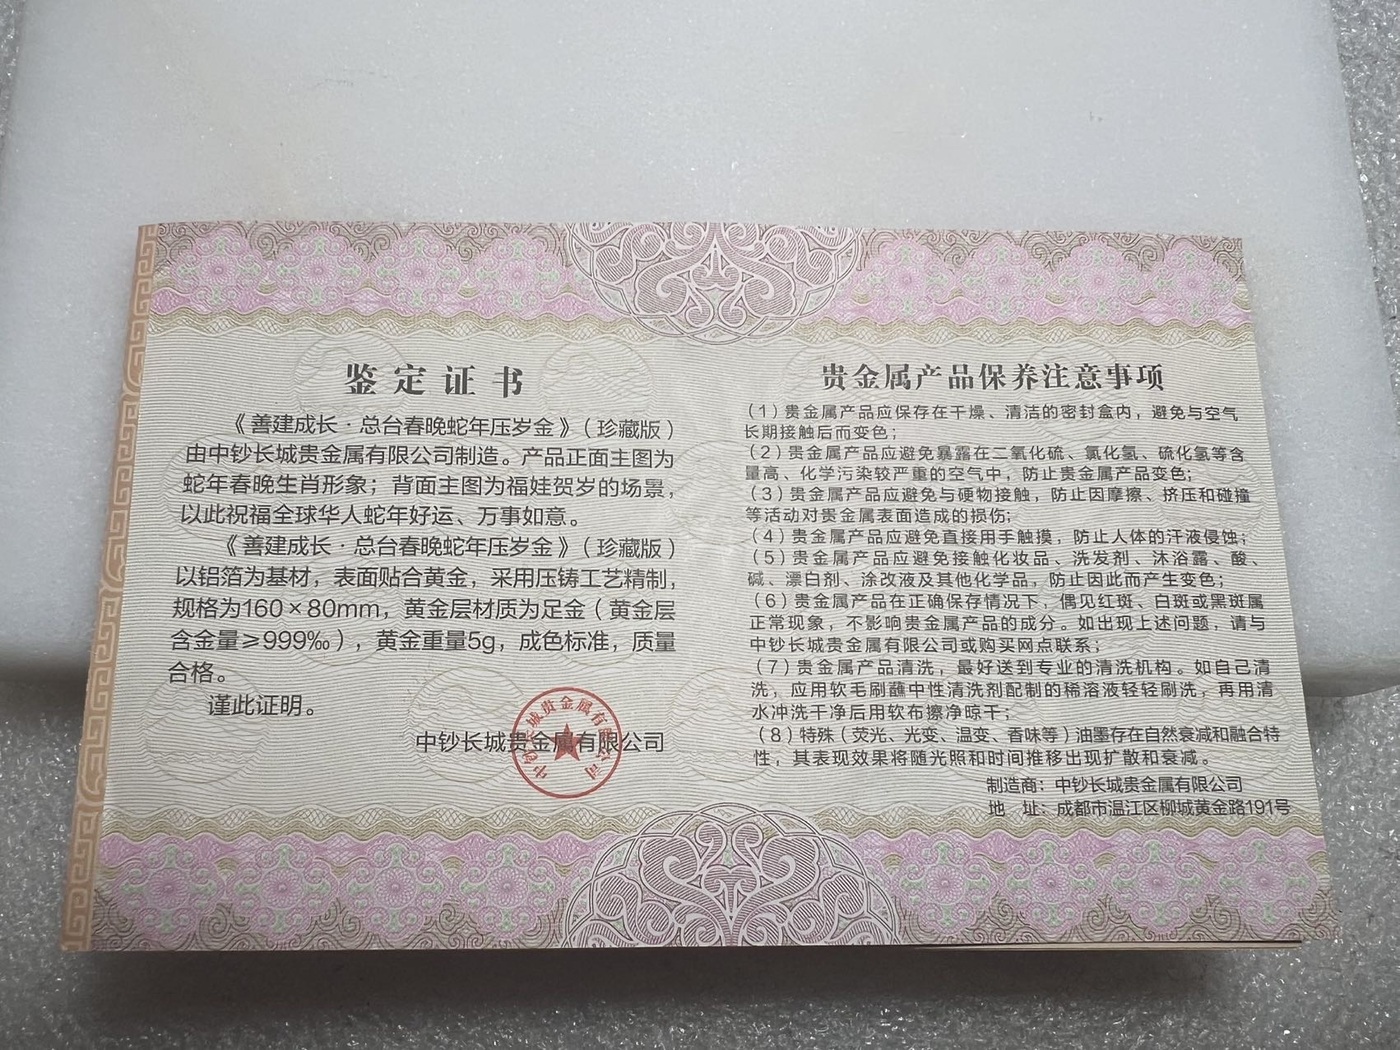 鉴定证书
《善建成长·总台春晚蛇年压岁金》（珍藏版）
由中钞长城贵金属有限公司制造。产品正面主图为
蛇年春晚生肖形象；背面主图为福娃贺岁的场景，
以此祝福全球华人蛇年好运、万事如意。
《善建成长·总台春晚蛇年压岁金》（珍藏版）
以铝箔为基材，表面贴合黄金，采用压铸工艺精制，
规格为160×80mm，黄金层材质为足金（黄金层
含金量≥999‰），黄金重量5g，成色标准，质量
合格。
谨此证明。
中钞长城贵金属有限公司
中钞长城贵金属有限公司
贵金属产品保养注意事项
（1）贵金属产品应保存在干燥、清洁的密封盒内，避免与空气
长期接触后而变色；
（2）贵金属产品应避免暴露在二氧化硫、氯化氢、硫化氢等含
量高、化学污染较严重的空气中，防止贵金属产品变色；
（3）贵金属产品应避免与硬物接触，防止因摩擦、挤压和碰撞
等活动对贵金属表面造成的损伤；
（4）贵金属产品应避免直接用手触摸，防止人体的汗液侵蚀；
（5）贵金属产品应避免接触化妆品、洗发剂、沐浴露、酸、
碱、漂白剂、涂改液及其他化学品，防止因此而产生变色；
（6）贵金属产品在正确保存情况下，偶见红斑、白斑或黑斑属
正常现象，不影响贵金属产品的成分。如出现上述问题，请与
中钞长城贵金属有限公司或购买网点联系；
（7）贵金属产品清洗，最好送到专业的清洗机构。如自己清
洗，应用软毛刷蘸中性清洗剂配制的稀溶液轻轻刷洗，再用清
水冲洗干净后用软布擦净晾干；
（8）特殊（荧光、光变、温变、香味等）油墨存在自然衰减和融合特
性，其表现效果将随光照和时间推移出现扩散和衰减。
制造商：中钞长城贵金属有限公司
地 址：成都市温江区柳城黄金路191号